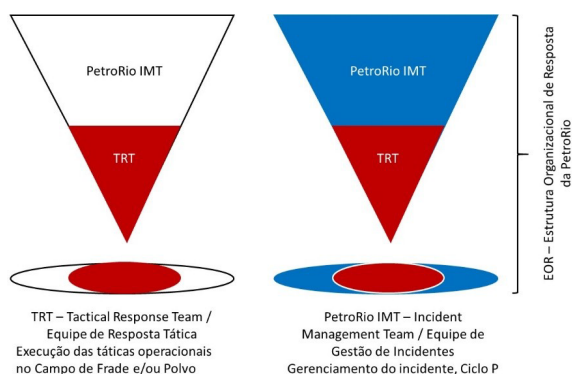 PetroRio IMT
TRT
TRT – Tactical Response Team /
Equipe de Resposta Tática
Execução das táticas operacionais
no Campo de Frade e/ou Polvo
PetroRio IMT
TRT
PetroRio IMT – Incident
Management Team / Equipe de
Gestão de Incidentes
Gerenciamento do incidente, Ciclo P
EOR – Estrutura Organizacional de Resposta
da PetroRio